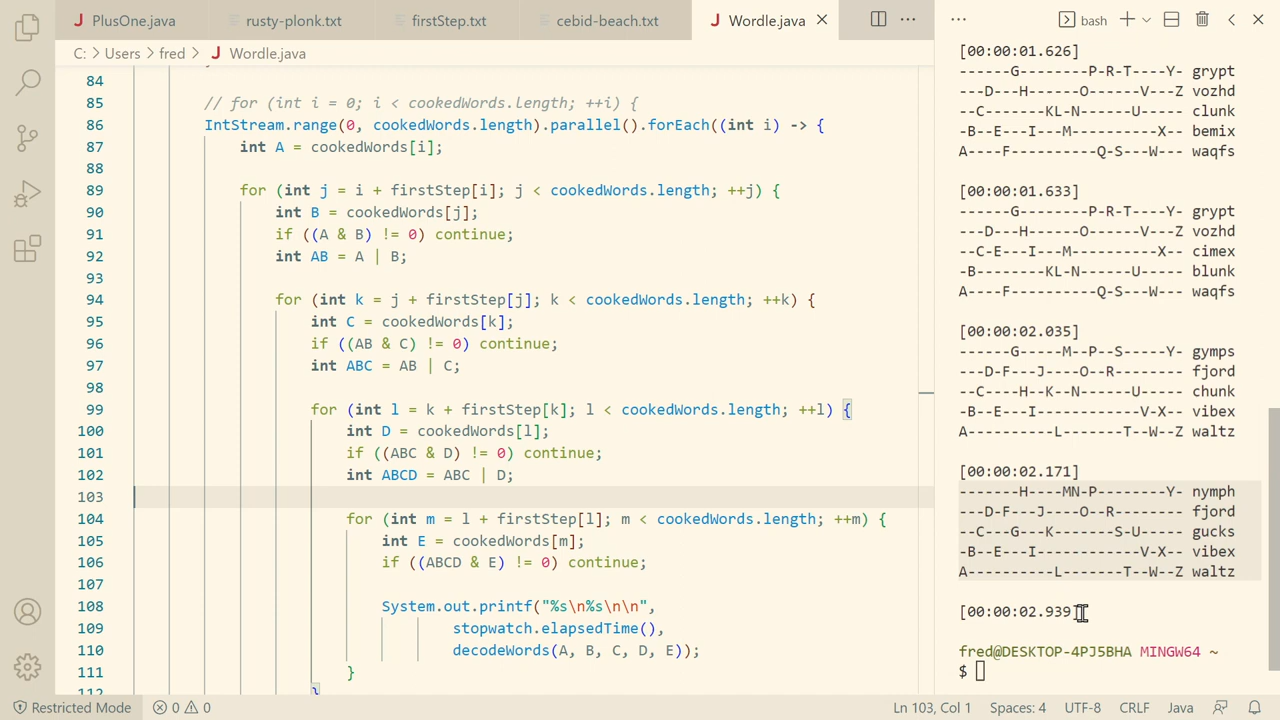 PlusOne.java
rusty-plonk.txt
firstStep.txt
cebid-beach.txt
Wordle.java
C: > Users > fred > Wordle.java
84
85 // for (int i = 0; i < cookedWords.length; ++i) {
86 IntStream.range(0, cookedWords.length).parallel().forEach((int i) -> {
87 int A = cookedWords[i];
88
89 for (int j = i + firstStep[i]; j < cookedWords.length; ++j) {
90 int B = cookedWords[j];
91 if ((A & B) != 0) continue;
92 int AB = A | B;
93
94 for (int k = j + firstStep[j]; k < cookedWords.length; ++k) {
95 int C = cookedWords[k];
96 if ((AB & C) != 0) continue;
97 int ABC = AB | C;
98
99 for (int l = k + firstStep[k]; l < cookedWords.length; ++l) {
100 int D = cookedWords[l];
101 if ((ABC & D) != 0) continue;
102 int ABCD = ABC | D;
103
104 for (int m = l + firstStep[l]; m < cookedWords.length; ++m) {
105 int E = cookedWords[m];
106 if ((ABCD & E) != 0) continue;
107
108 System.out.printf("%s\n%s\n\n",
109 stopwatch.elapsedTime(),
110 decodeWords(A, B, C, D, E));
111 }
112 }
bash
[00:00:01.626]
------G--------P-R-T----Y- grypt
---D---H------O------V---Z vozhd
--C-------KL-N------U----- clunk
-B--E---I---M----------X-- bemix
A----F----------Q-S---W--- waqfs
[00:00:01.633]
------G--------P-R-T----Y- grypt
---D---H------O------V---Z vozhd
--C-E---I---M----------X-- cimex
-B--------KL-N------U----- blunk
A----F----------Q-S---W--- waqfs
[00:00:02.035]
------G-----M--P--S-----Y- gymps
---D-F---J----O--R-------- fjord
--C----H--K--N------U----- chunk
-B--E---I------------V-X-- vibex
A----------L-------T--W--Z waltz
[00:00:02.171]
-------H----MN-P--------Y- nymph
---D-F---J----O--R-------- fjord
--C---G---K-------S-U----- gucks
-B--E---I------------V-X-- vibex
A----------L-------T--W--Z waltz
[00:00:02.939]
fred@DESKTOP-4PJ5BHA MINGW64 ~
$
Restricted Mode
0 0
Ln 103, Col 1
Spaces: 4
UTF-8
CRLF
Java